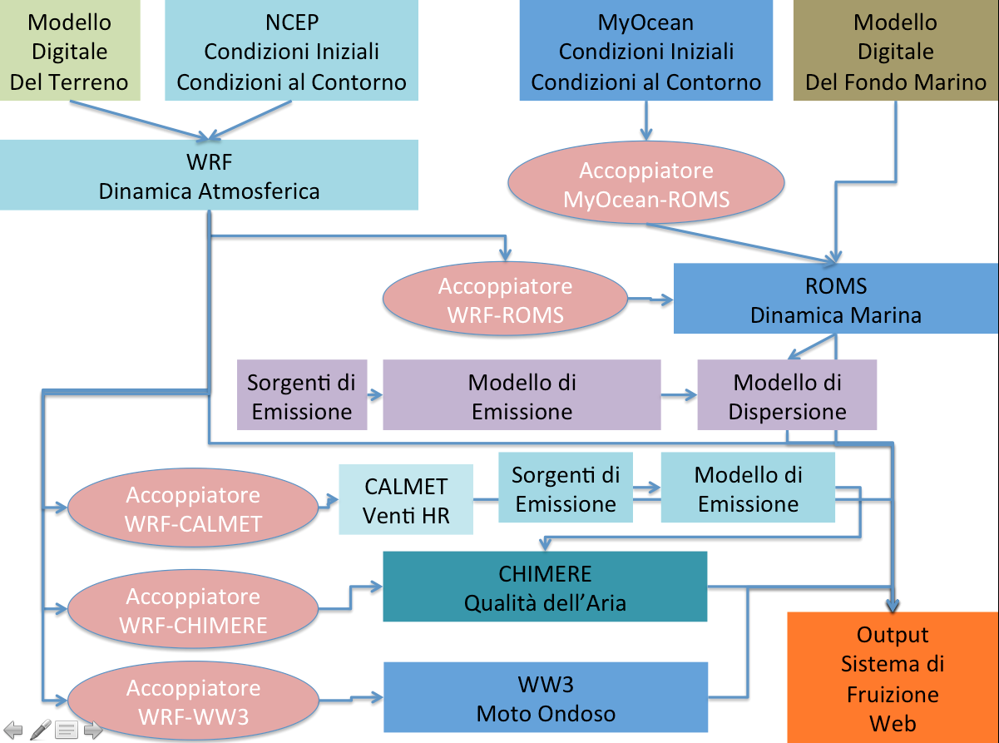 Modello
Digitale
Del Terreno
NCEP
Condizioni Iniziali
Condizioni al Contorno
MyOcean
Condizioni Iniziali
Condizioni al Contorno
Modello
Digitale
Del Fondo Marino
WRF
Dinamica Atmosferica
Accoppiatore
MyOcean-ROMS
Accoppiatore
WRF-ROMS
ROMS
Dinamica Marina
Sorgenti di
Emissione
Modello di
Emissione
Modello di
Dispersione
Accoppiatore
WRF-CALMET
CALMET
Venti HR
Sorgenti di
Emissione
Modello di
Emissione
Accoppiatore
WRF-CHIMERE
CHIMERE
Qualità dell’Aria
Accoppiatore
WRF-WW3
WW3
Moto Ondoso
Output
Sistema di
Fruizione
Web